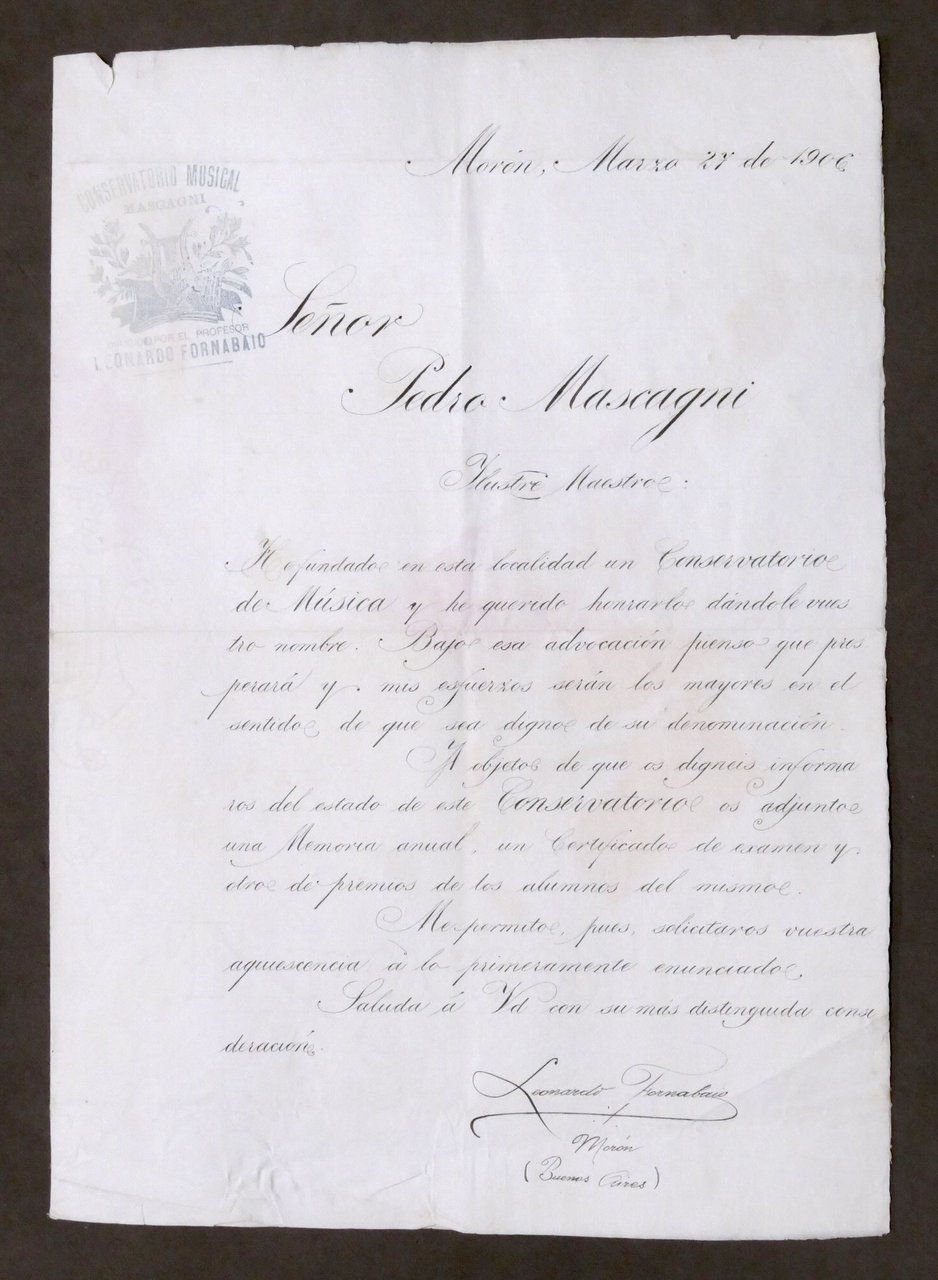 Morón, Marzo 27 de 1906
CONSERVATORIO MUSICAL
MASCAGNI
DIRIGIDO POR EL PROFESOR
LEONARDO FORNABAIO
Señor
Pedro Mascagni
Ilustre Maestro:
He fundado en esta localidad un Conservatorio
de Música y he querido honrarlo dándole vues
tro nombre. Bajo esa advocación pienso que pros
perará y mis esfuerzos serán los mayores en el
sentido de que sea digno de su denominación.
A objeto de que os digneis informa
ros del estado de este Conservatorio os adjunto
una Memoria anual, un Certificado de examen y
otro de premios de los alumnos del mismo.
Me permito, pues, solicitaros vuestra
aquiescencia à lo primeramente enunciado.
Saluda á Vd con su más distinguida consi
deración.
Leonardo Fornabaio
Morón
(Buenos Aires)